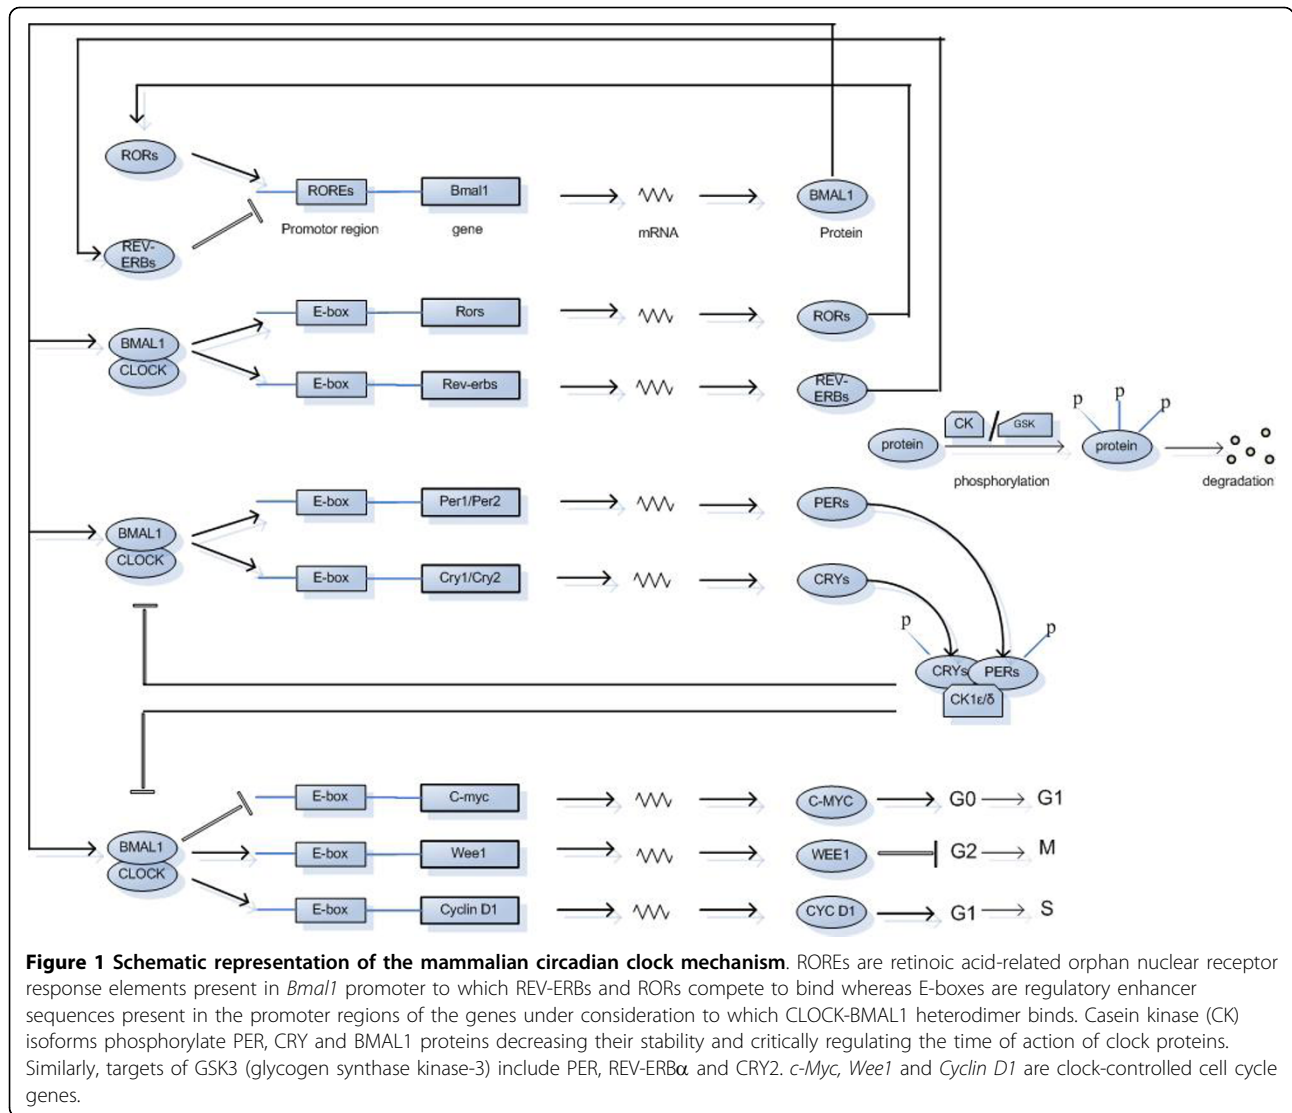 RORs
ROREs
Bmal1
BMAL1
Promotor region
gene
mRNA
Protein
REV-
ERBs
E-box
Rors
RORs
BMAL1
CLOCK
E-box
Rev-erbs
REV-
ERBs
p
p
p
CK
/
GSK
protein
protein
phosphorylation
degradation
E-box
Per1/Per2
PERs
BMAL1
CLOCK
E-box
Cry1/Cry2
CRYs
p
p
CRYs
PERs
CK1ε/δ
E-box
C-myc
C-MYC
G0
G1
BMAL1
CLOCK
E-box
Wee1
WEE1
G2
M
E-box
Cyclin D1
CYC D1
G1
S
Figure 1 Schematic representation of the mammalian circadian clock mechanism. ROREs are retinoic acid-related orphan nuclear receptor
response elements present in Bmal1 promoter to which REV-ERBs and RORs compete to bind whereas E-boxes are regulatory enhancer
sequences present in the promoter regions of the genes under consideration to which CLOCK-BMAL1 heterodimer binds. Casein kinase (CK)
isoforms phosphorylate PER, CRY and BMAL1 proteins decreasing their stability and critically regulating the time of action of clock proteins.
Similarly, targets of GSK3 (glycogen synthase kinase-3) include PER, REV-ERBα and CRY2. c-Myc, Wee1 and Cyclin D1 are clock-controlled cell cycle
genes.